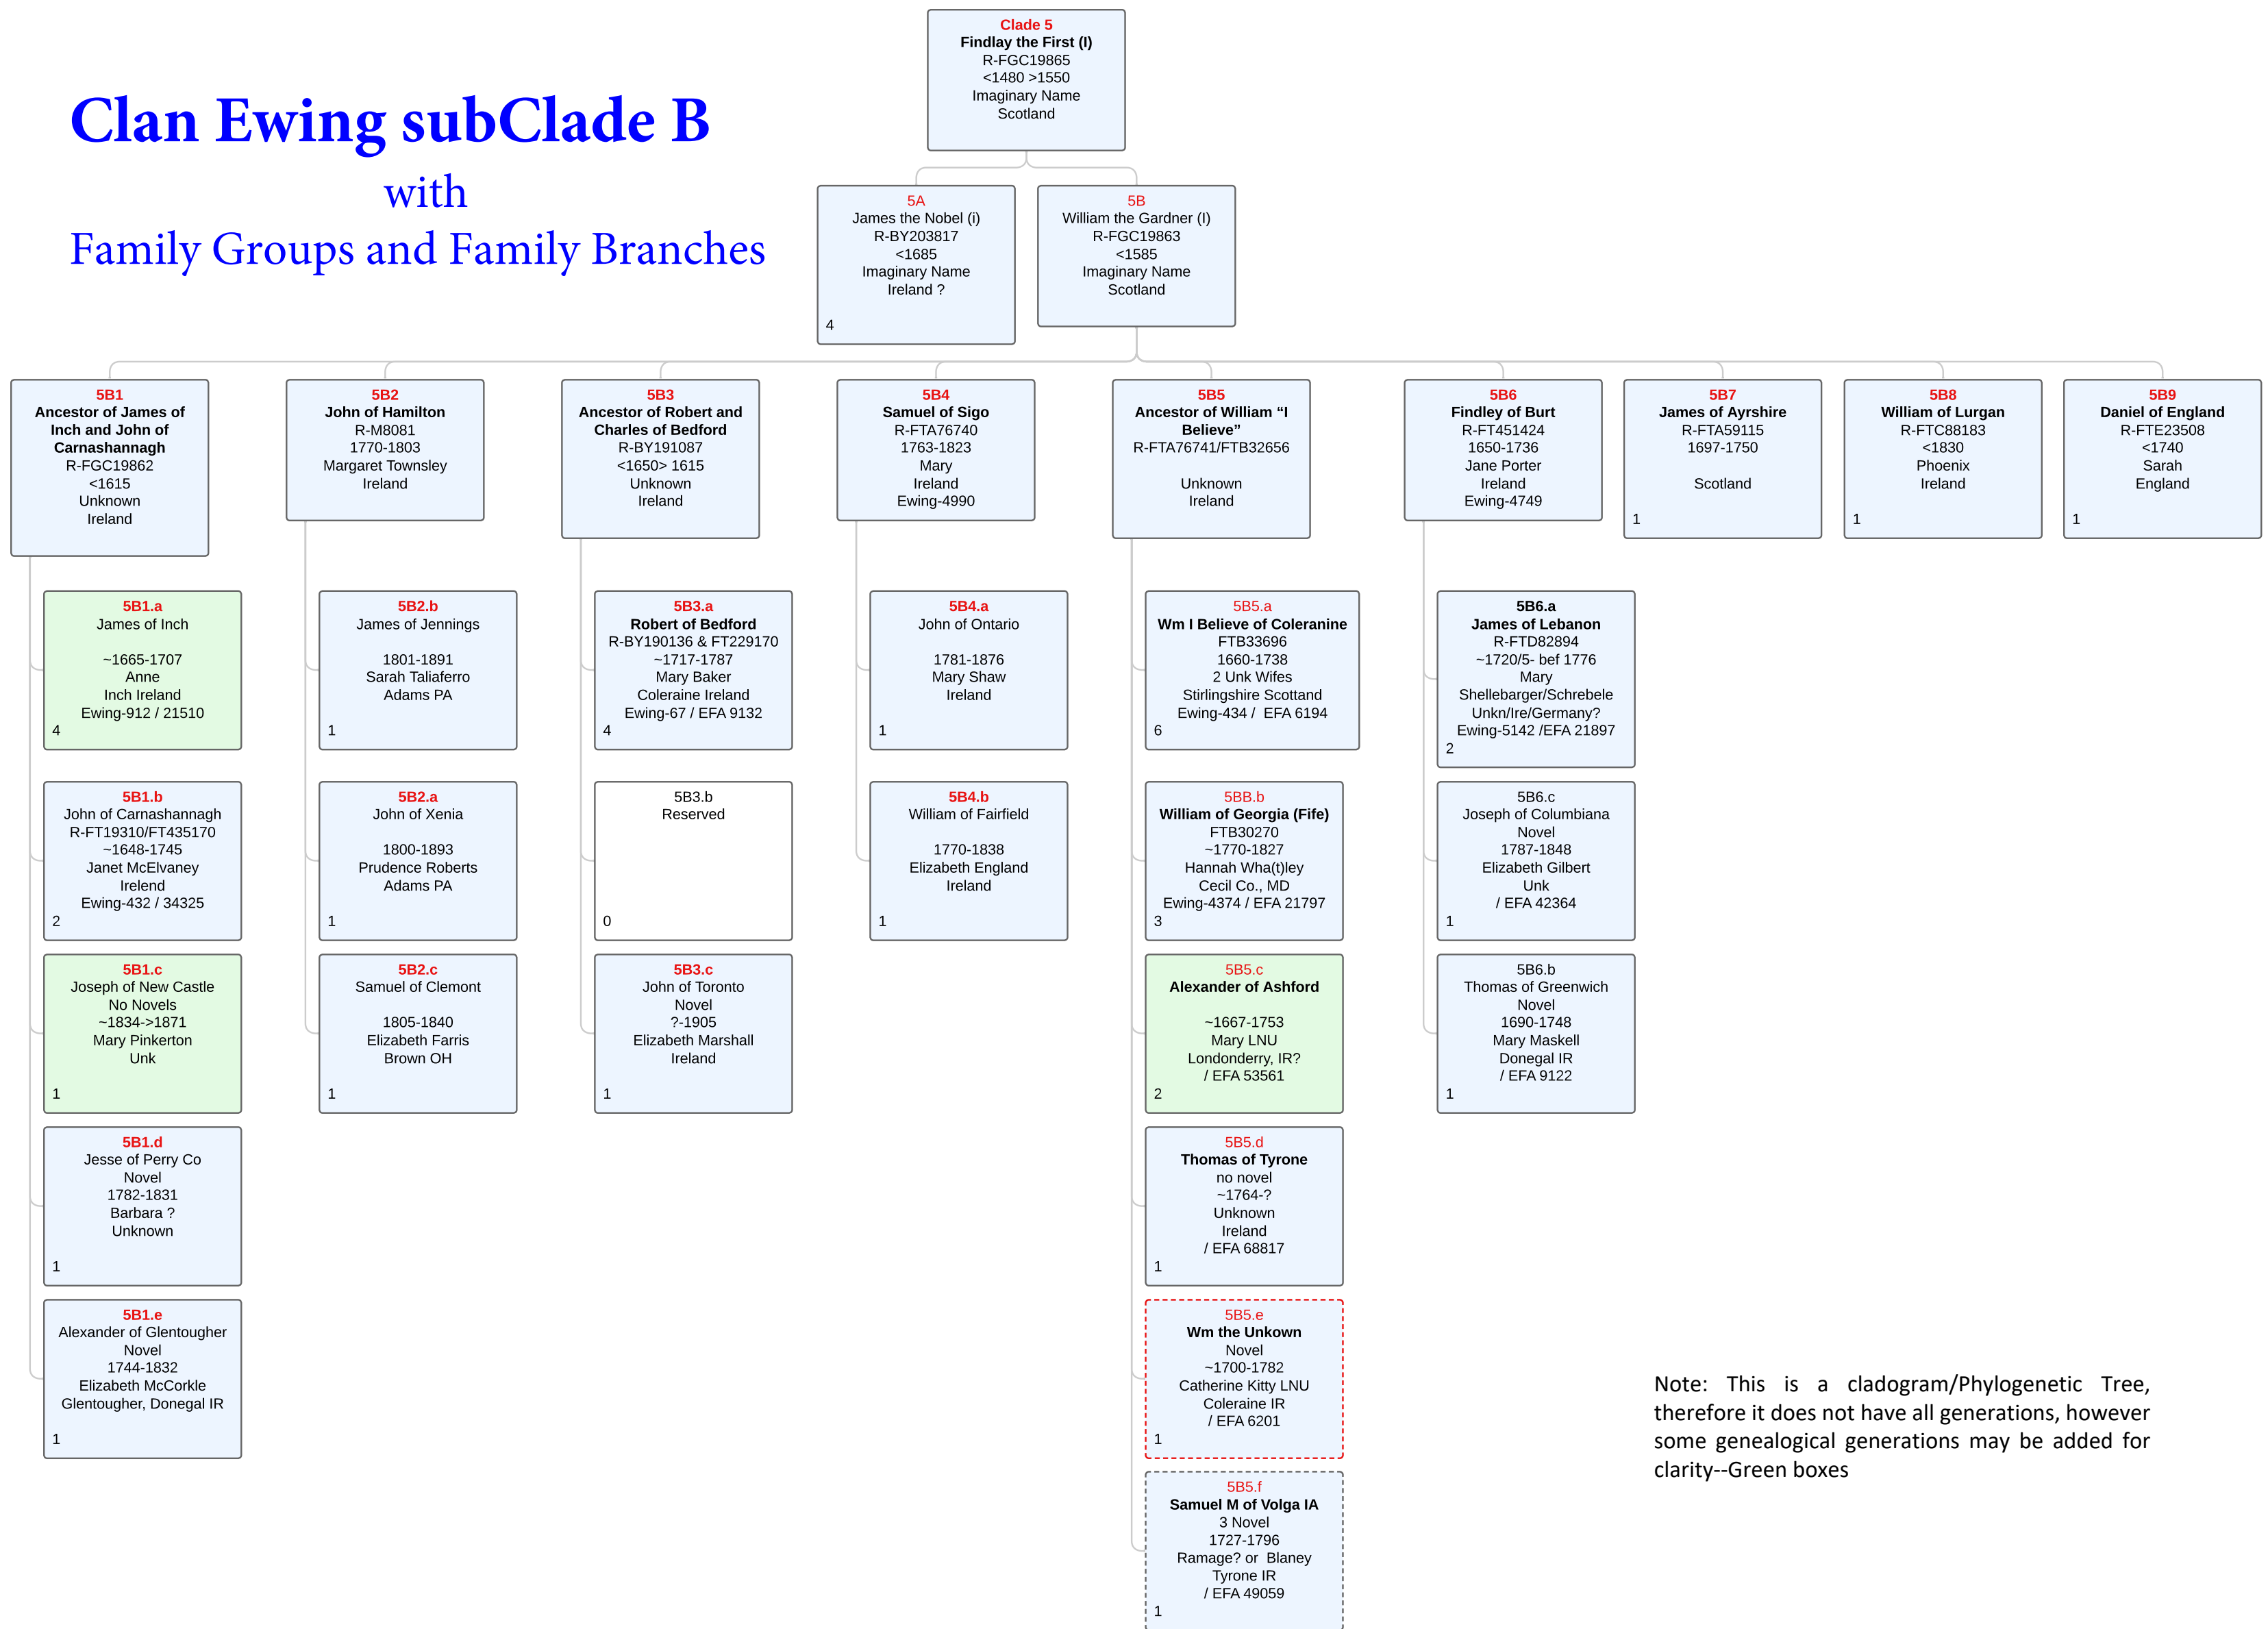 Clan Ewing subClade B
with
Family Groups and Family Branches
Clade 5
Findlay the First (I)
R-FGC19865
<1480 >1550
Imaginary Name
Scotland
5A
James the Nobel (i)
R-BY203817
<1685
Imaginary Name
Ireland ?
4
5B
William the Gardner (I)
R-FGC19863
<1585
Imaginary Name
Scotland
5B1
Ancestor of James of
Inch and John of
Carnashannagh
R-FGC19862
<1615
Unknown
Ireland
5B2
John of Hamilton
R-M8081
1770-1803
Margaret Townsley
Ireland
5B3
Ancestor of Robert and
Charles of Bedford
R-BY191087
<1650> 1615
Unknown
Ireland
5B4
Samuel of Sigo
R-FTA76740
1763-1823
Mary
Ireland
Ewing-4990
5B5
Ancestor of William “I
Believe”
R-FTA76741/FTB32656
Unknown
Ireland
5B6
Findley of Burt
R-FT451424
1650-1736
Jane Porter
Ireland
Ewing-4749
5B7
James of Ayrshire
R-FTA59115
1697-1750
Scotland
1
5B8
William of Lurgan
R-FTC88183
<1830
Phoenix
Ireland
1
5B9
Daniel of England
R-FTE23508
<1740
Sarah
England
1
5B1.a
James of Inch
~1665-1707
Anne
Inch Ireland
Ewing-912 / 21510
4
5B1.b
John of Carnashannagh
R-FT19310/FT435170
~1648-1745
Janet McElvaney
Irelend
Ewing-432 / 34325
2
5B1.c
Joseph of New Castle
No Novels
~1834->1871
Mary Pinkerton
Unk
1
5B1.d
Jesse of Perry Co
Novel
1782-1831
Barbara ?
Unknown
1
5B1.e
Alexander of Glentougher
Novel
1744-1832
Elizabeth McCorkle
Glentougher, Donegal IR
1
5B2.b
James of Jennings
1801-1891
Sarah Taliaferro
Adams PA
1
5B2.a
John of Xenia
1800-1893
Prudence Roberts
Adams PA
1
5B2.c
Samuel of Clemont
1805-1840
Elizabeth Farris
Brown OH
1
5B3.a
Robert of Bedford
R-BY190136 & FT229170
~1717-1787
Mary Baker
Coleraine Ireland
Ewing-67 / EFA 9132
4
5B3.b
Reserved
0
5B3.c
John of Toronto
Novel
?-1905
Elizabeth Marshall
Ireland
1
5B4.a
John of Ontario
1781-1876
Mary Shaw
Ireland
1
5B4.b
William of Fairfield
1770-1838
Elizabeth England
Ireland
1
5B5.a
Wm I Believe of Coleranine
FTB33696
1660-1738
2 Unk Wifes
Stirlingshire Scottand
Ewing-434 / EFA 6194
6
5BB.b
William of Georgia (Fife)
FTB30270
~1770-1827
Hannah Wha(t)ley
Cecil Co., MD
Ewing-4374 / EFA 21797
3
5B5.c
Alexander of Ashford
~1667-1753
Mary LNU
Londonderry, IR?
/ EFA 53561
2
5B5.d
Thomas of Tyrone
no novel
~1764-?
Unknown
Ireland
/ EFA 68817
1
5B5.e
Wm the Unkown
Novel
~1700-1782
Catherine Kitty LNU
Coleraine IR
/ EFA 6201
1
5B5.f
Samuel M of Volga IA
3 Novel
1727-1796
Ramage? or Blaney
Tyrone IR
/ EFA 49059
1
5B6.a
James of Lebanon
R-FTD82894
~1720/5- bef 1776
Mary
Shellebarger/Schrebele
Unkn/Ire/Germany?
Ewing-5142 /EFA 21897
2
5B6.c
Joseph of Columbiana
Novel
1787-1848
Elizabeth Gilbert
Unk
/ EFA 42364
1
5B6.b
Thomas of Greenwich
Novel
1690-1748
Mary Maskell
Donegal IR
/ EFA 9122
1
Note: This is a cladogram/Phylogenetic Tree,
therefore it does not have all generations, however
some genealogical generations may be added for
clarity--Green boxes